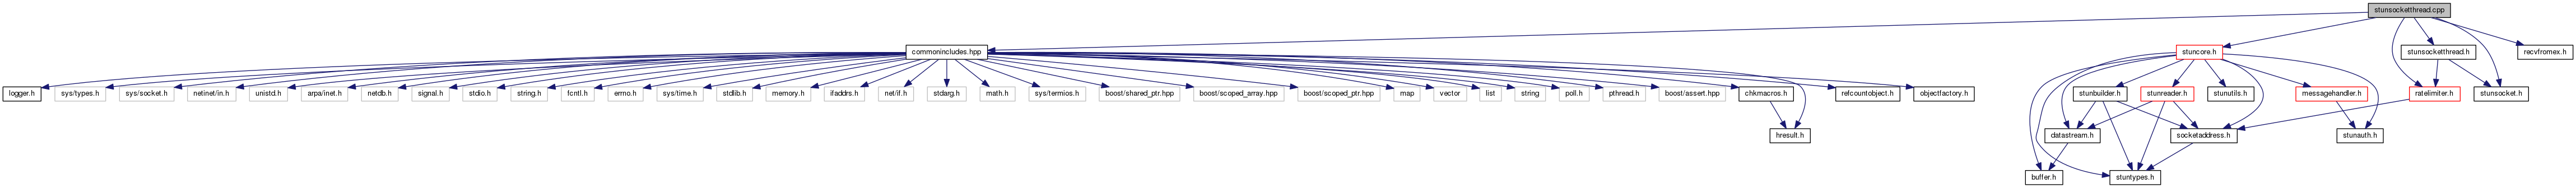 stunsocketthread.cpp
commonincludes.hpp
stuncore.h
stunsocketthread.h
recvfromex.h
logger.h
sys/types.h
sys/socket.h
netinet/in.h
unistd.h
arpa/inet.h
netdb.h
signal.h
stdio.h
string.h
fcntl.h
errno.h
sys/time.h
stdlib.h
memory.h
ifaddrs.h
net/if.h
stdarg.h
math.h
sys/termios.h
boost/shared_ptr.hpp
boost/scoped_array.hpp
boost/scoped_ptr.hpp
map
vector
list
string
poll.h
pthread.h
boost/assert.hpp
chkmacros.h
refcountobject.h
objectfactory.h
stunbuilder.h
stunreader.h
stunutils.h
messagehandler.h
ratelimiter.h
stunsocket.h
hresult.h
datastream.h
socketaddress.h
stunauth.h
buffer.h
stuntypes.h